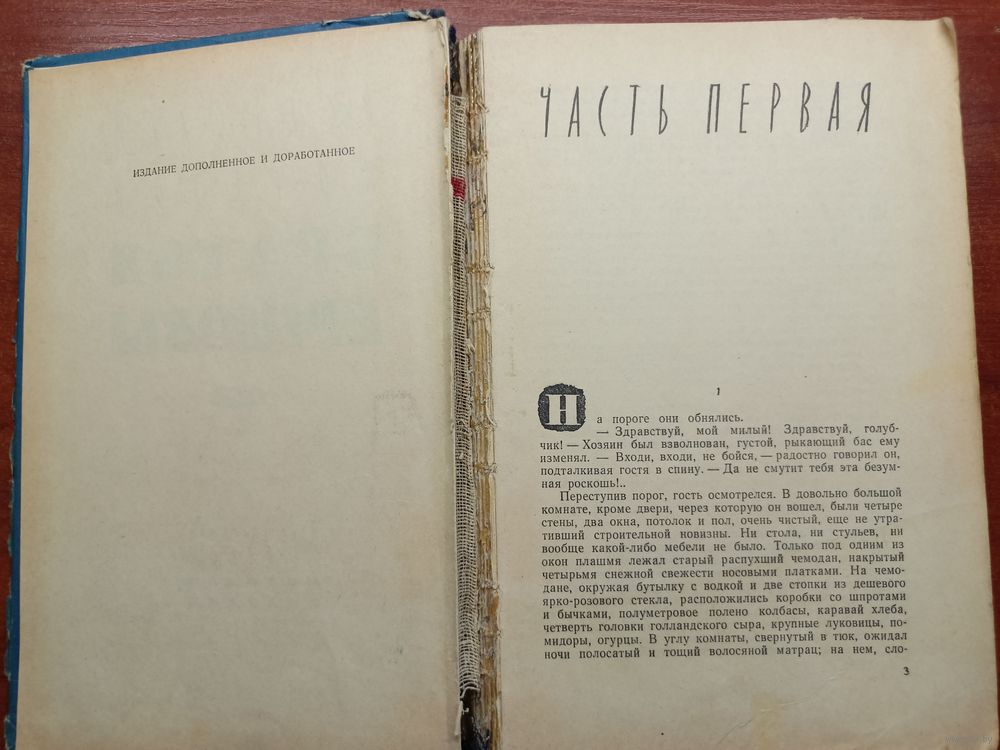 ИЗДАНИЕ ДОПОЛНЕННОЕ И ДОРАБОТАННОЕ
ЧАСТЬ ПЕРВАЯ
1
На пороге они обнялись.
— Здравствуй, мой милый! Здравствуй, голуб-
чик! — Хозяин был взволнован, густой, рыкающий бас ему
изменял. — Входи, входи, не бойся, — радостно говорил он,
подталкивая гостя в спину. — Да не смутит тебя эта безум-
ная роскошь!..
Переступив порог, гость осмотрелся. В довольно большой
комнате, кроме двери, через которую он вошел, были четыре
стены, два окна, потолок и пол, очень чистый, еще не утра-
тивший строительной новизны. Ни стола, ни стульев, ни
вообще какой-либо мебели не было. Только под одним из
окон плашмя лежал старый распухший чемодан, накрытый
четырьмя снежной свежести носовыми платками. На чемо-
дане, окружая бутылку с водкой и две стопки из дешевого
ярко-розового стекла, расположились коробки со шпротами
и бычками, полуметровое полено колбасы, каравай хлеба,
четверть головки голландского сыра, крупные луковицы, по-
мидоры, огурцы. В углу комнаты, свернутый в тюк, ожидал
ночи полосатый и тощий волосяной матрац; на нем, сло-
3